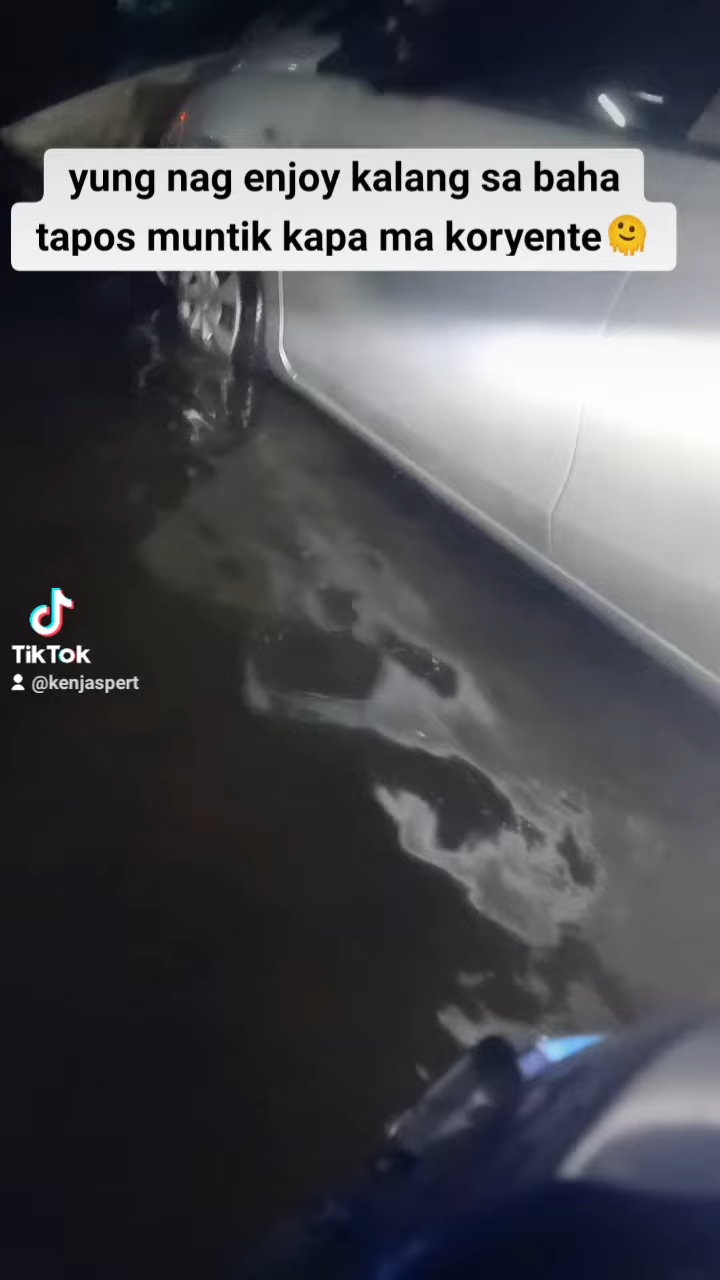 yung nag enjoy kalang sa baha
tapos muntik kapa ma koryente🫠
TikTok
@kenjaspert